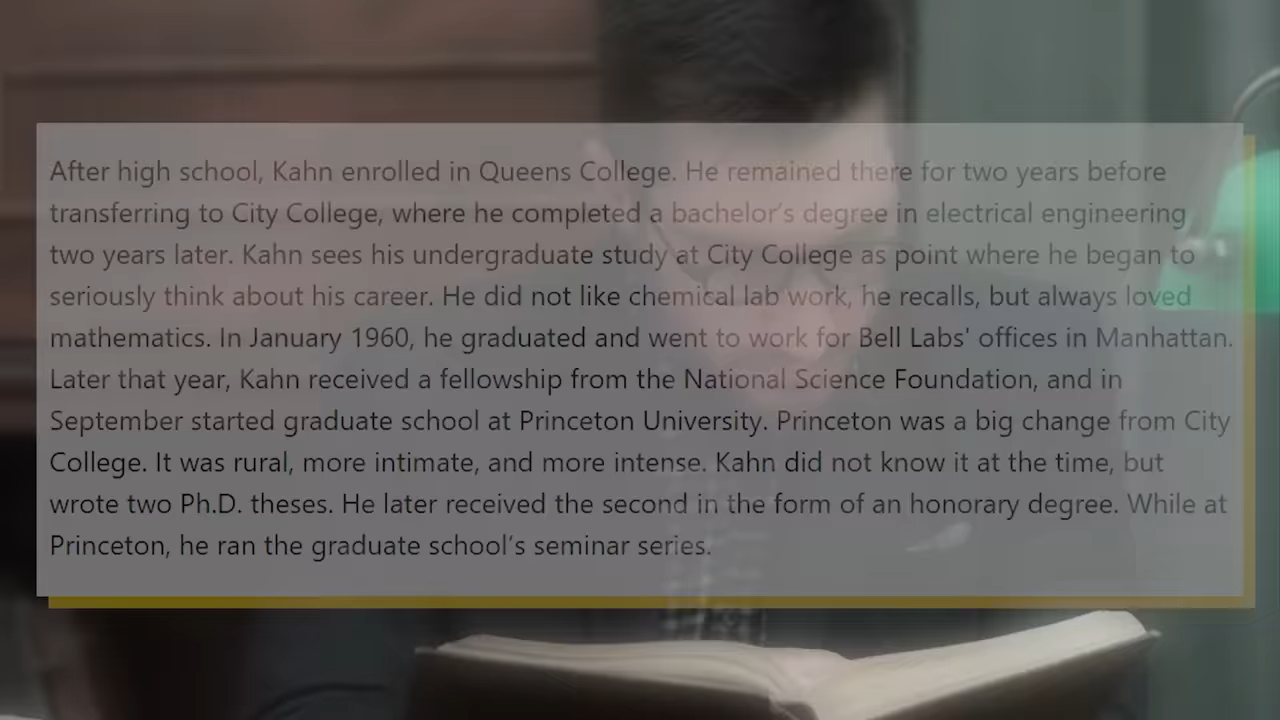 After high school, Kahn enrolled in Queens College. He remained there for two years before
transferring to City College, where he completed a bachelor's degree in electrical engineering
two years later. Kahn sees his undergraduate study at City College as point where he began to
seriously think about his career. He did not like chemical lab work, he recalls, but always loved
mathematics. In January 1960, he graduated and went to work for Bell Labs' offices in Manhattan.
Later that year, Kahn received a fellowship from the National Science Foundation, and in
September started graduate school at Princeton University. Princeton was a big change from City
College. It was rural, more intimate, and more intense. Kahn did not know it at the time, but
wrote two Ph.D. theses. He later received the second in the form of an honorary degree. While at
Princeton, he ran the graduate school’s seminar series.